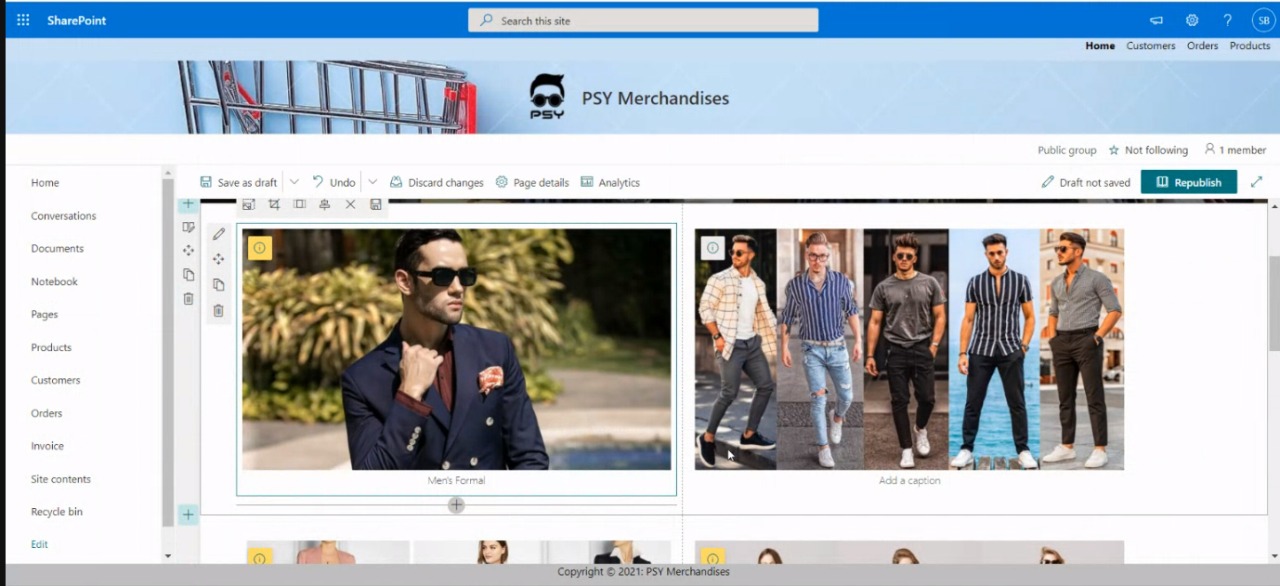 SharePoint
Search this site
SB
Home Customers Orders Products
PSY
PSY Merchandises
Public group Not following 1 member
Home
Conversations
Documents
Notebook
Pages
Products
Customers
Orders
Invoice
Site contents
Recycle bin
Edit
Save as draft Undo Discard changes Page details Analytics Draft not saved Republish
Men's Formal
Add a caption
Copyright © 2021: PSY Merchandises